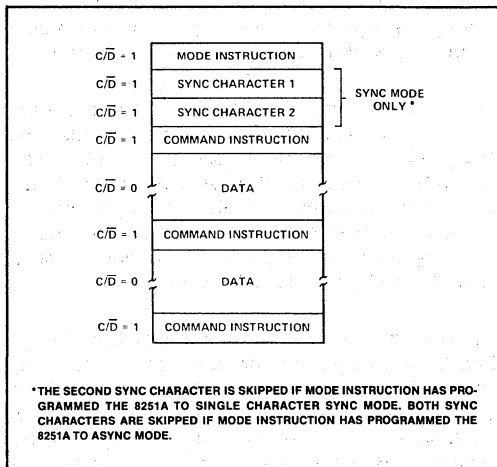 C/D̅ = 1 MODE INSTRUCTION
C/D̅ = 1 SYNC CHARACTER 1
SYNC MODE
ONLY *
C/D̅ = 1 SYNC CHARACTER 2
C/D̅ = 1 COMMAND INSTRUCTION
C/D̅ = 0 DATA
C/D̅ = 1 COMMAND INSTRUCTION
C/D̅ = 0 DATA
C/D̅ = 1 COMMAND INSTRUCTION
*THE SECOND SYNC CHARACTER IS SKIPPED IF MODE INSTRUCTION HAS PRO-
GRAMMED THE 8251A TO SINGLE CHARACTER SYNC MODE. BOTH SYNC
CHARACTERS ARE SKIPPED IF MODE INSTRUCTION HAS PROGRAMMED THE
8251A TO ASYNC MODE.